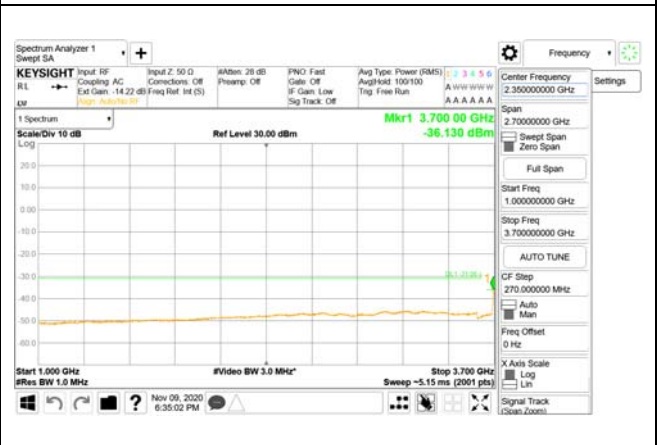 Spectrum Analyzer 1
Swept SA
+
Frequency
KEYSIGHT
RL
Input: RF
Coupling: AC
Ext Gain: -14.22 dB
Align: Auto/No RF
Input Z: 50 Ω
Corrections: Off
Freq Ref: Int (S)
#Atten: 28 dB
Preamp: Off
PNO: Fast
Gate: Off
IF Gain: Low
Sig Track: Off
Avg Type: Power (RMS)
Avg|Hold: 100/100
Trig: Free Run
1 2 3 4 5 6
A W W W W W
A A A A A A
Center Frequency
2.350000000 GHz
Settings
Span
2.70000000 GHz
Swept Span
Zero Span
Full Span
Start Freq
1.000000000 GHz
Stop Freq
3.700000000 GHz
AUTO TUNE
CF Step
270.000000 MHz
Auto
Man
Freq Offset
0 Hz
X Axis Scale
Log
Lin
Signal Track
(Span Zoom)
1 Spectrum
Scale/Div 10 dB
Log
Ref Level 30.00 dBm
Mkr1 3.700 00 GHz
-36.130 dBm
20.0
10.0
0.00
-10.0
-20.0
-30.0
-40.0
-50.0
-60.0
1
Start 1.000 GHz
#Res BW 1.0 MHz
#Video BW 3.0 MHz*
Stop 3.700 GHz
Sweep ~5.15 ms (2001 pts)
?
Nov 09, 2020
6:35:02 PM